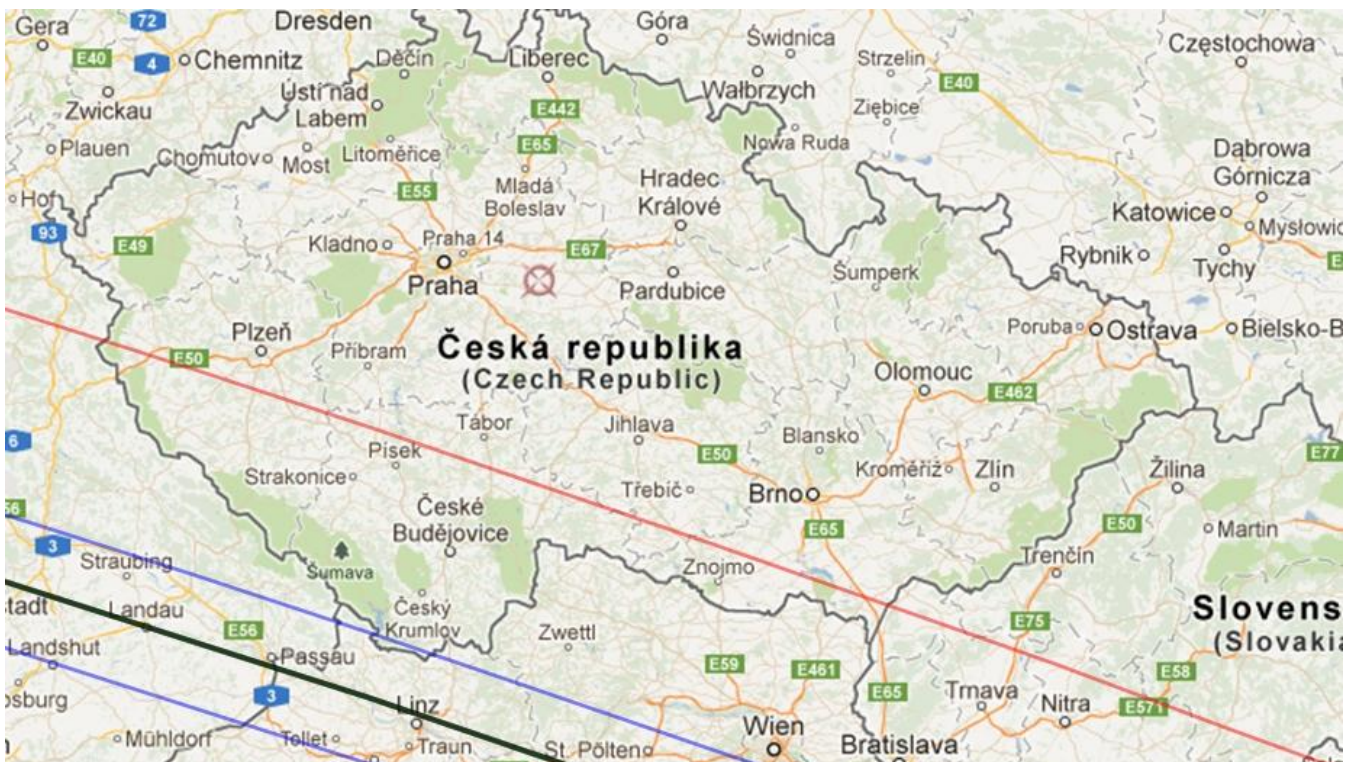 72
Dresden
Góra
Gera
E40
4
Chemnitz
Děčín
Liberec
Świdnica
Strzelin
Częstochowa
Zwickau
Ústí nad
Labem
E442
Wałbrzych
Ziębice
E40
Plauen
Chomutov
Most
Litoměřice
E65
Nowa Ruda
Dąbrowa
Górnicza
Hof
E55
Mladá
Boleslav
Hradec
Králové
Katowice
93
E49
Kladno
Praha 14
E67
Rybnik
Tychy
Praha
Pardubice
Šumperk
Plzeň
E50
Příbram
Česká republika
(Czech Republic)
Poruba
Ostrava
Olomouc
E462
6
Tábor
Jihlava
Blansko
E50
Písek
Strakonice
Třebíč
Brno
Kroměříž
Zlín
Žilina
E77
České
Budějovice
E65
E50
Martin
3
Straubing
Šumava
Znojmo
Trenčín
Landau
Český
Krumlov
Zwettl
E75
Landshut
E56
Passau
E59
E461
E58
3
Linz
E65
Trnava
Nitra
E571
Mühldorf
Traun
St. Pölten
Wien
Bratislava